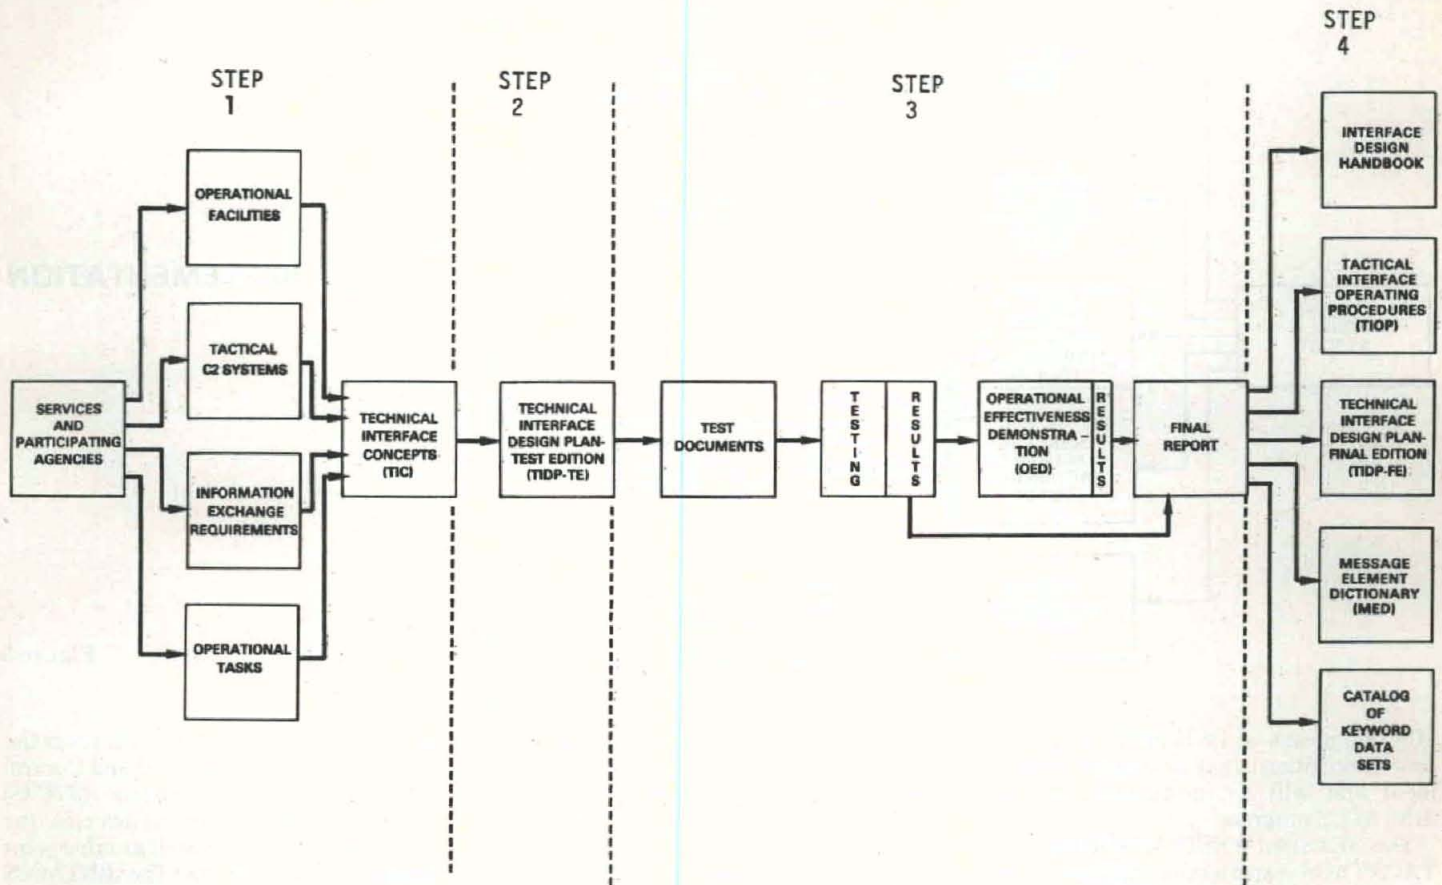 STEP
1
STEP
2
STEP
3
STEP
4
SERVICES
AND
PARTICIPATING
AGENCIES
OPERATIONAL
FACILITIES
TACTICAL
C2 SYSTEMS
INFORMATION
EXCHANGE
REQUIREMENTS
OPERATIONAL
TASKS
TECHNICAL
INTERFACE
CONCEPTS
(TIC)
TECHNICAL
INTERFACE
DESIGN PLAN-
TEST EDITION
(TIDP-TE)
TEST
DOCUMENTS
TESTING
RESULTS
OPERATIONAL
EFFECTIVENESS
DEMONSTRA-
TION
(OED)
RESULTS
FINAL
REPORT
INTERFACE
DESIGN
HANDBOOK
TACTICAL
INTERFACE
OPERATING
PROCEDURES
(TIOP)
TECHNICAL
INTERFACE
DESIGN PLAN-
FINAL EDITION
(TIDP-FE)
MESSAGE
ELEMENT
DICTIONARY
(MED)
CATALOG
OF
KEYWORD
DATA
SETS